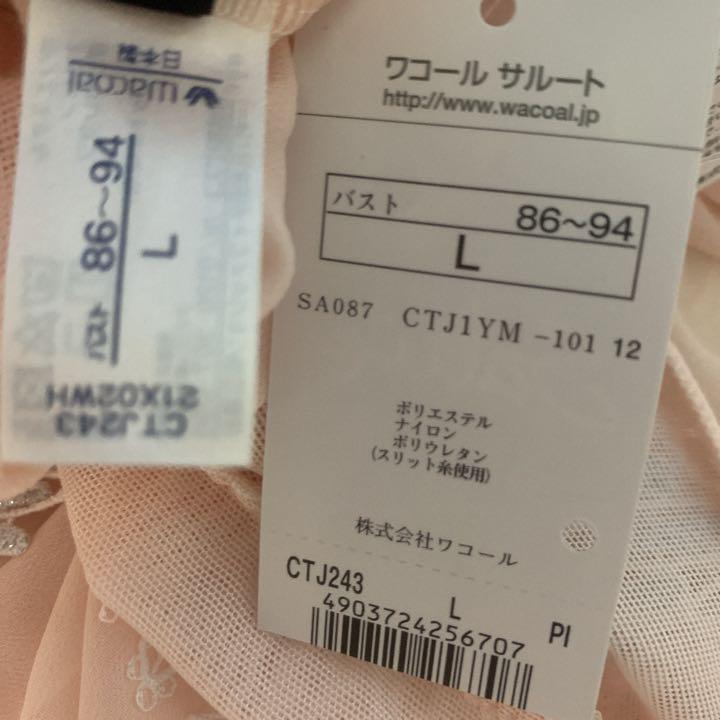 ワコール サルート
http://www.wacoal.jp
バスト 86~94
L
SA087 CTJ1YM -101 12
ポリエステル
ナイロン
ポリウレタン
(スリット糸使用)
株式会社ワコール
CTJ243 L PI
4903724256707
Wacoal
日本製
バスト 86~94
L
CTJ243
21X02WH